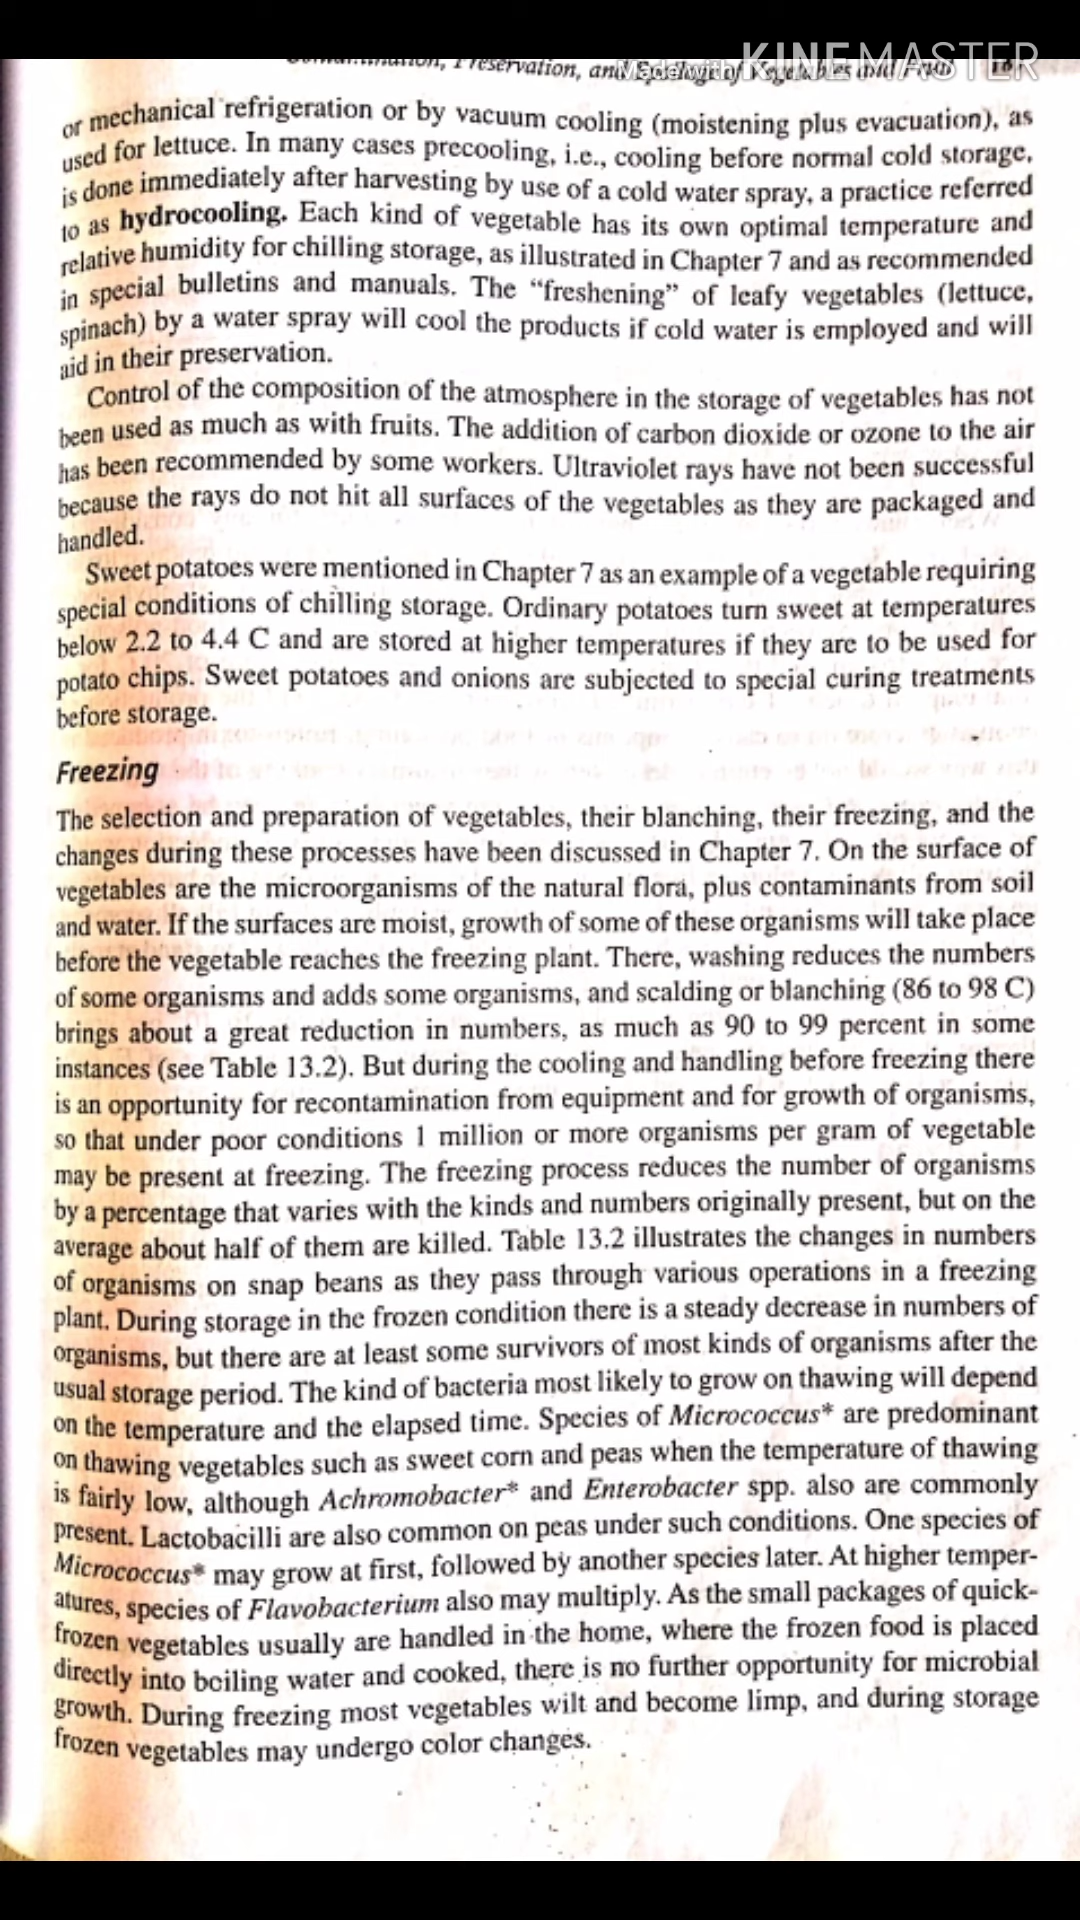 KINEMASTER
Made with
Preservation, and Spoilage of Vegetables and Fruits
or mechanical refrigeration or by vacuum cooling (moistening plus evacuation), as
used for lettuce. In many cases precooling, i.e., cooling before normal cold storage,
is done immediately after harvesting by use of a cold water spray, a practice referred
to as hydrocooling. Each kind of vegetable has its own optimal temperature and
relative humidity for chilling storage, as illustrated in Chapter 7 and as recommended
in special bulletins and manuals. The “freshening” of leafy vegetables (lettuce,
spinach) by a water spray will cool the products if cold water is employed and will
aid in their preservation.
Control of the composition of the atmosphere in the storage of vegetables has not
been used as much as with fruits. The addition of carbon dioxide or ozone to the air
has been recommended by some workers. Ultraviolet rays have not been successful
because the rays do not hit all surfaces of the vegetables as they are packaged and
handled.
Sweet potatoes were mentioned in Chapter 7 as an example of a vegetable requiring
special conditions of chilling storage. Ordinary potatoes turn sweet at temperatures
below 2.2 to 4.4 C and are stored at higher temperatures if they are to be used for
potato chips. Sweet potatoes and onions are subjected to special curing treatments
before storage.
Freezing
The selection and preparation of vegetables, their blanching, their freezing, and the
changes during these processes have been discussed in Chapter 7. On the surface of
vegetables are the microorganisms of the natural flora, plus contaminants from soil
and water. If the surfaces are moist, growth of some of these organisms will take place
before the vegetable reaches the freezing plant. There, washing reduces the numbers
of some organisms and adds some organisms, and scalding or blanching (86 to 98 C)
brings about a great reduction in numbers, as much as 90 to 99 percent in some
instances (see Table 13.2). But during the cooling and handling before freezing there
is an opportunity for recontamination from equipment and for growth of organisms,
so that under poor conditions 1 million or more organisms per gram of vegetable
may be present at freezing. The freezing process reduces the number of organisms
by a percentage that varies with the kinds and numbers originally present, but on the
average about half of them are killed. Table 13.2 illustrates the changes in numbers
of organisms on snap beans as they pass through various operations in a freezing
plant. During storage in the frozen condition there is a steady decrease in numbers of
organisms, but there are at least some survivors of most kinds of organisms after the
usual storage period. The kind of bacteria most likely to grow on thawing will depend
on the temperature and the elapsed time. Species of Micrococcus* are predominant
on thawing vegetables such as sweet corn and peas when the temperature of thawing
is fairly low, although Achromobacter* and Enterobacter spp. also are commonly
present. Lactobacilli are also common on peas under such conditions. One species of
Micrococcus* may grow at first, followed by another species later. At higher temper-
atures, species of Flavobacterium also may multiply. As the small packages of quick-
frozen vegetables usually are handled in the home, where the frozen food is placed
directly into boiling water and cooked, there is no further opportunity for microbial
growth. During freezing most vegetables wilt and become limp, and during storage
frozen vegetables may undergo color changes.